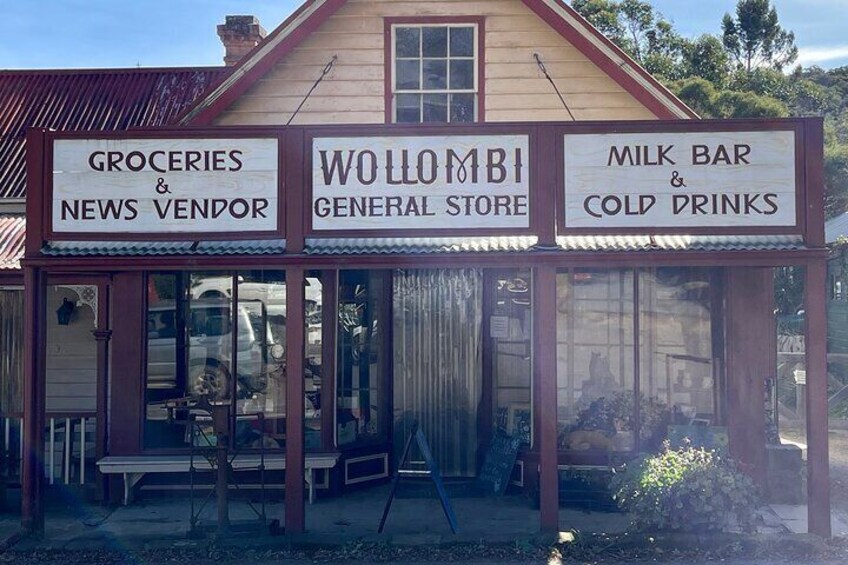 GROCERIES
&
NEWS VENDOR
WOLLOMBI
GENERAL STORE
MILK BAR
&
COLD DRINKS